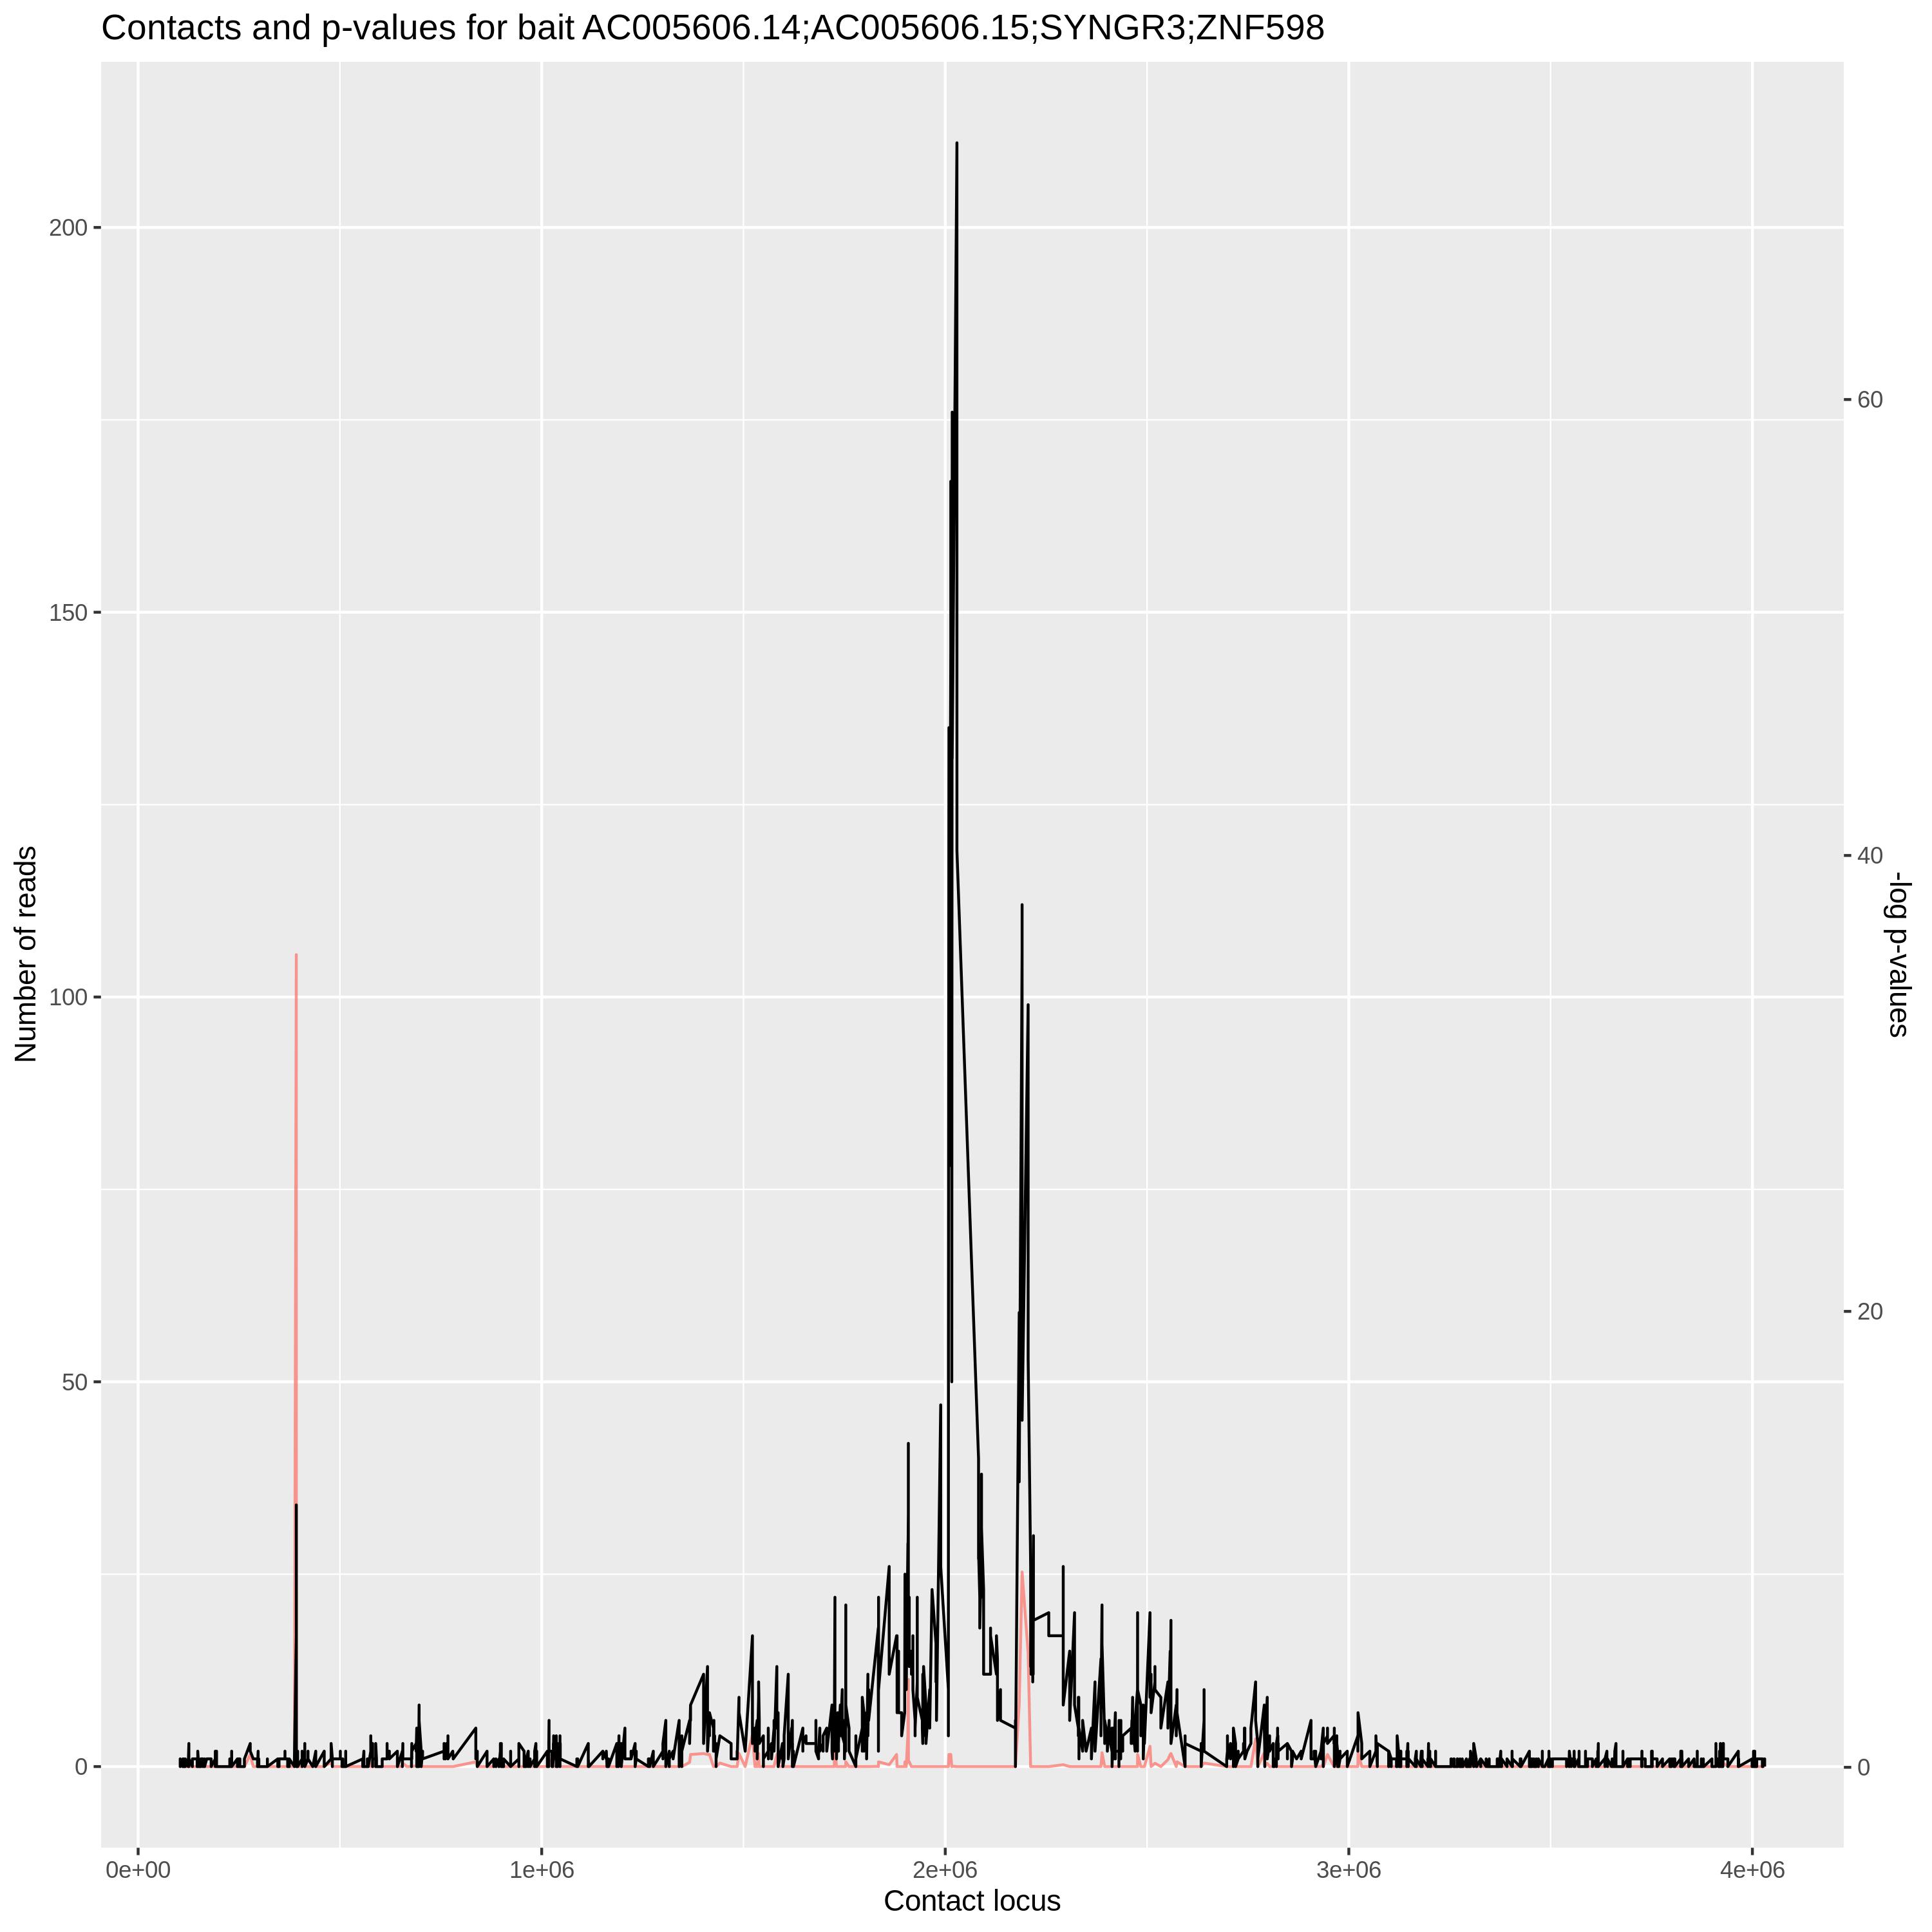 Contacts and p-values for bait AC005606.14;AC005606.15;SYNGR3;ZNF598
200
150
100
50
0
Number of reads
60
40
20
0
-log p-values
0e+00 1e+06 2e+06 3e+06 4e+06
Contact locus